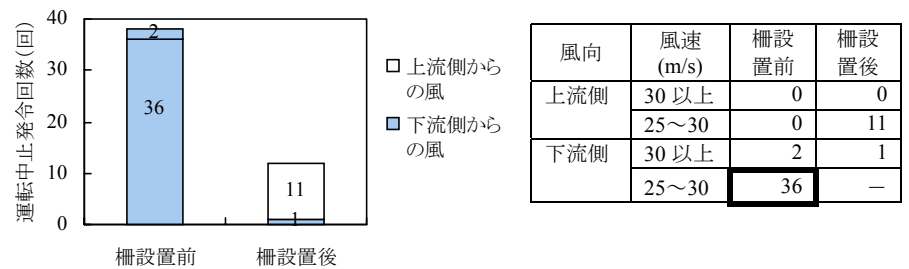 運転中止発令回数(回)
40
30
20
10
0
2
36
11
1
柵設置前
柵設置後
上流側から
の風
下流側から
の風
風向 風速 (m/s) 柵設置前 柵設置後
上流側 30 以上 0 0
25～30 0 11
下流側 30 以上 2 1
25～30 36 －